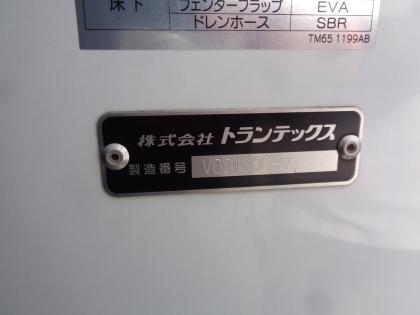 床下 フェンダーフラップ EVA
ドレンホース SBR
TM65 1199AB
株式会社 トランテックス
製造番号